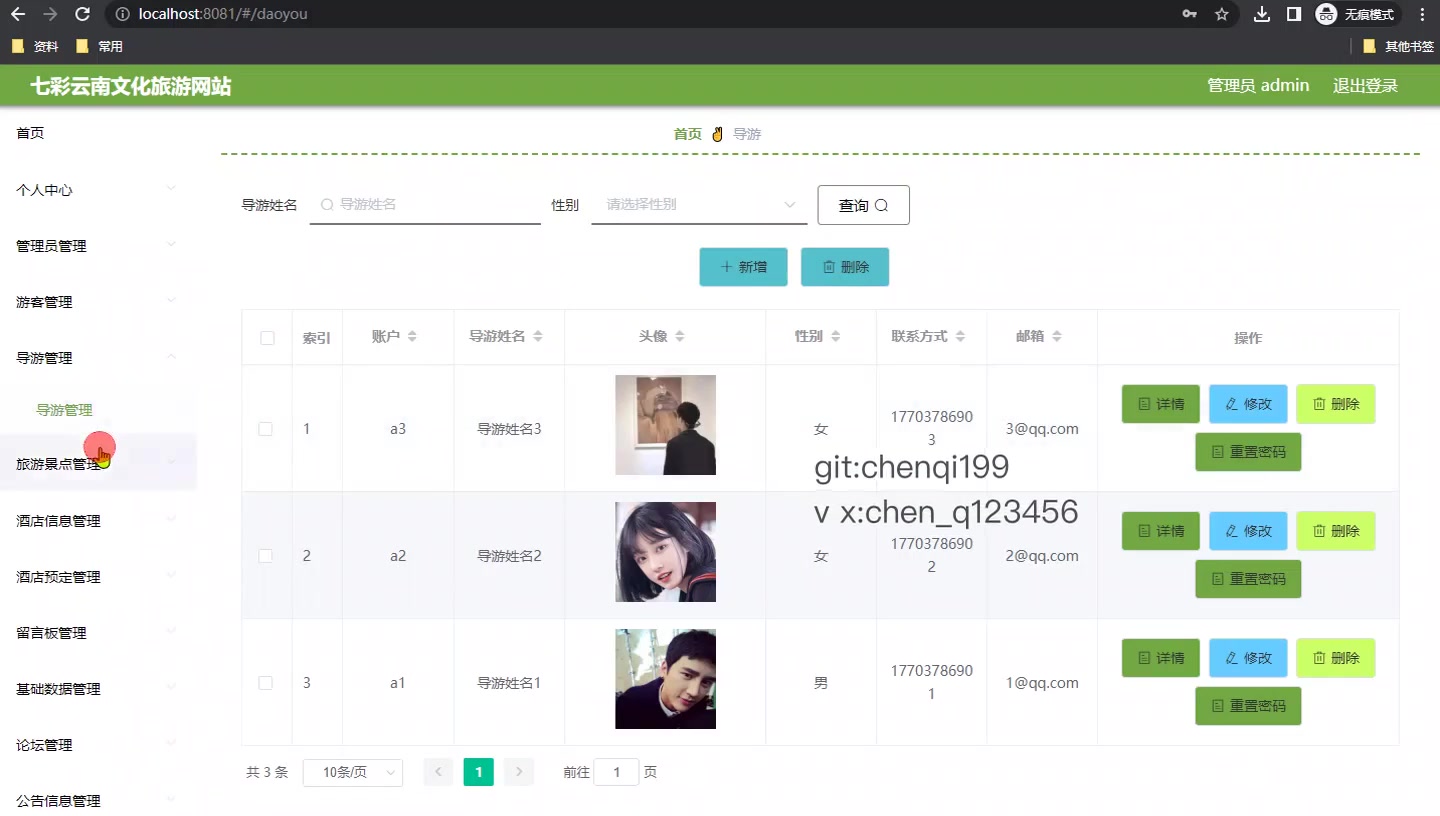 localhost:8081/#/daoyou
无痕模式
资料 常用 其他书签
七彩云南文化旅游网站 管理员 admin 退出登录
首页
个人中心
管理员管理
游客管理
导游管理
导游管理
旅游景点管理
酒店信息管理
酒店预定管理
留言板管理
基础数据管理
论坛管理
公告信息管理
首页 导游
导游姓名 导游姓名 性别 请选择性别 查询
新增 删除
索引 账户 导游姓名 头像 性别 联系方式 邮箱 操作
1 a3 导游姓名3 女 17703786903 3@qq.com 详情 修改 删除
重置密码
git:chenqi199
v x:chen_q123456
2 a2 导游姓名2 女 17703786902 2@qq.com 详情 修改 删除
重置密码
3 a1 导游姓名1 男 17703786901 1@qq.com 详情 修改 删除
重置密码
共 3 条 10条/页 1 前往 1 页